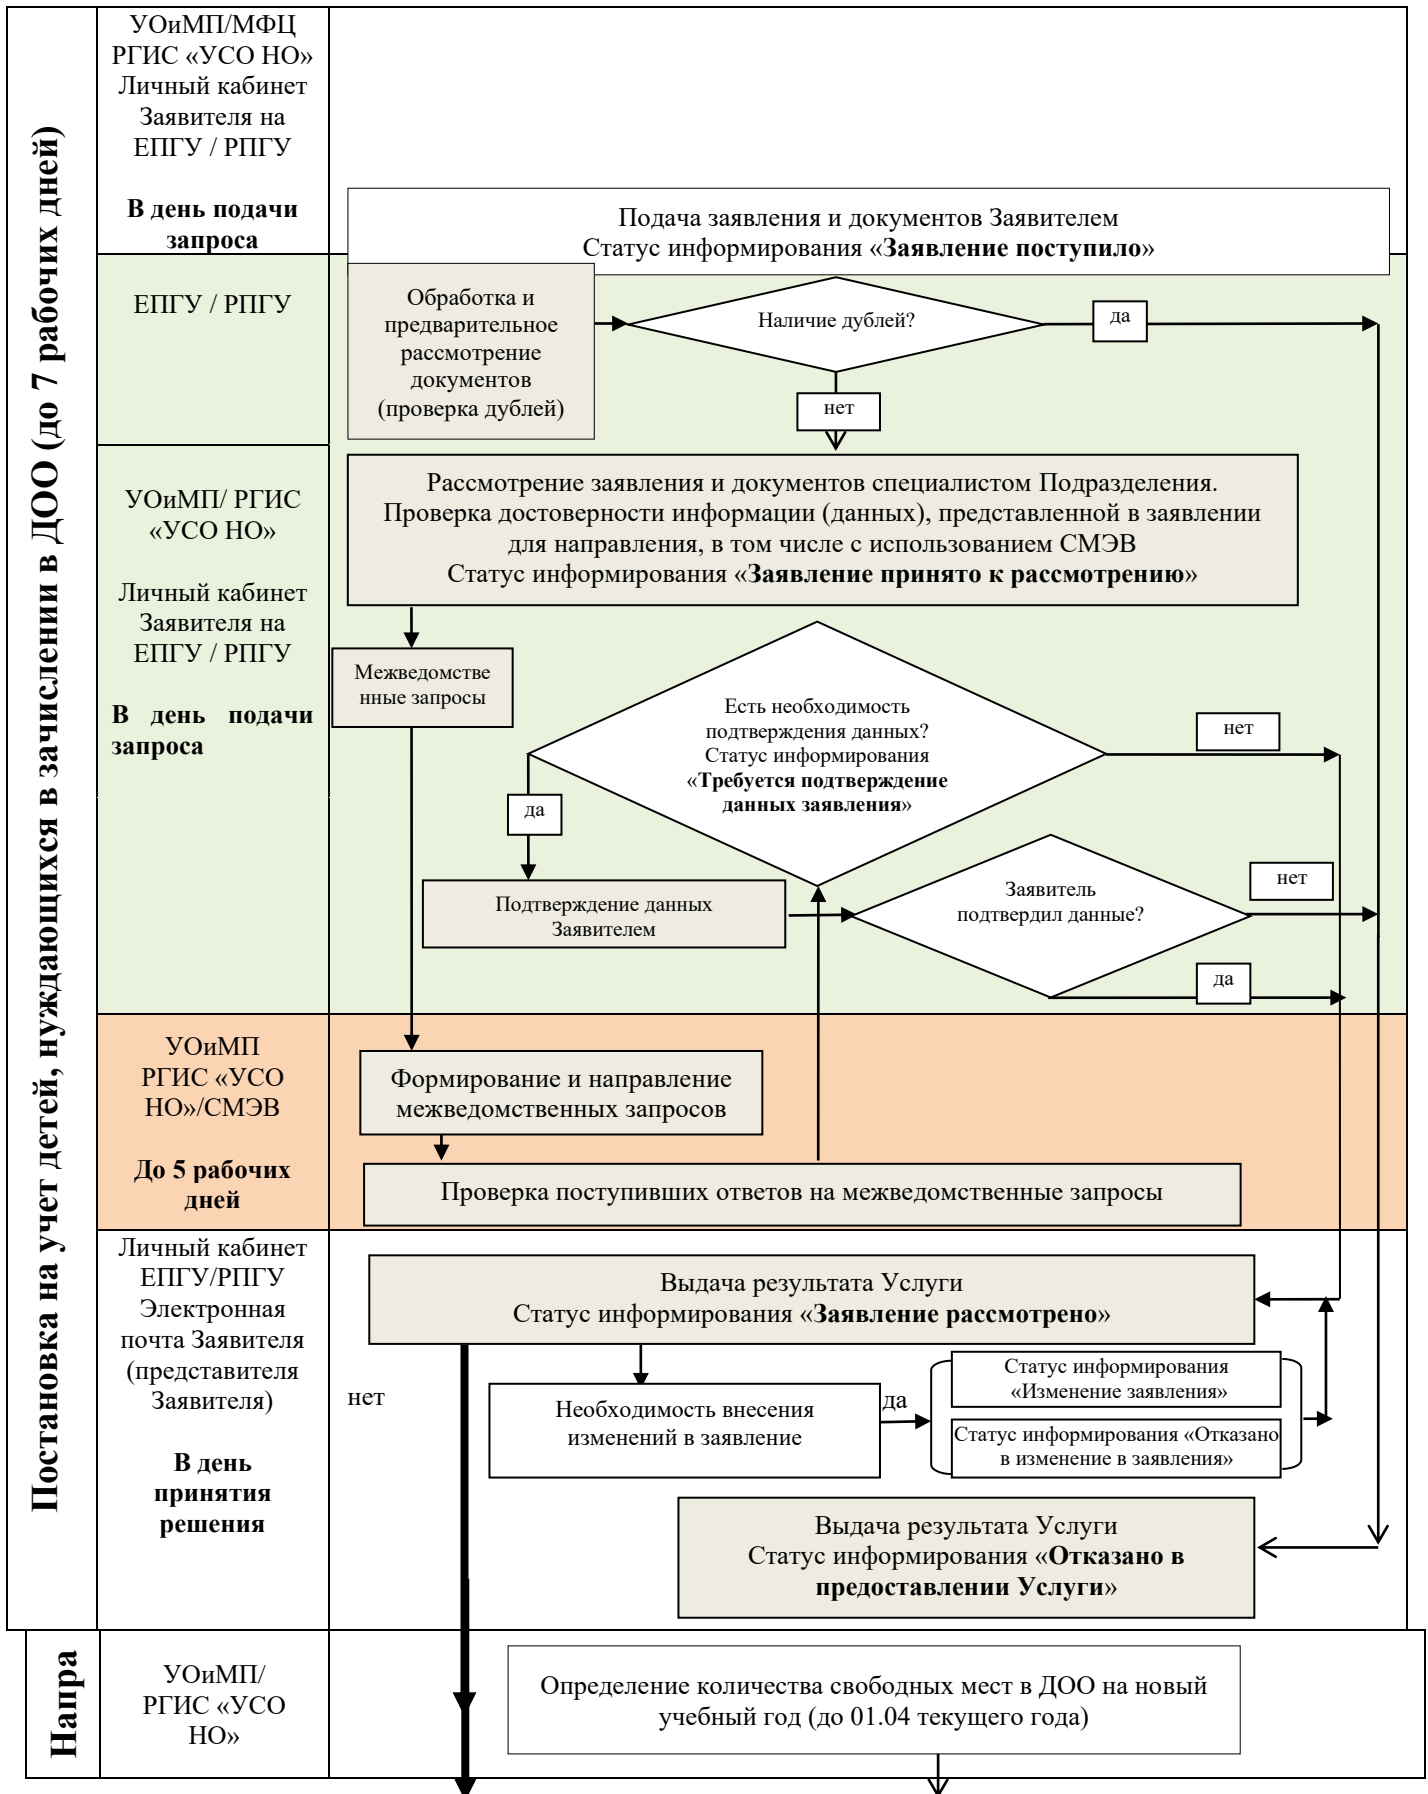 Постановка на учет детей, нуждающихся в зачислении в ДОО (до 7 рабочих дней)
УОиМП/МФЦ
РГИС «УСО НО»
Личный кабинет
Заявителя на
ЕПГУ / РПГУ
В день подачи
запроса
Подача заявления и документов Заявителем
Статус информирования «Заявление поступило»
ЕПГУ / РПГУ
Обработка и
предварительное
рассмотрение
документов
(проверка дублей)
Наличие дублей?
да
нет
УОиМП/ РГИС
«УСО НО»
Личный кабинет
Заявителя на
ЕПГУ / РПГУ
В день подачи
запроса
Рассмотрение заявления и документов специалистом Подразделения.
Проверка достоверности информации (данных), представленной в заявлении
для направления, в том числе с использованием СМЭВ
Статус информирования «Заявление принято к рассмотрению»
Межведомстве
нные запросы
Есть необходимость
подтверждения данных?
Статус информирования
«Требуется подтверждение
данных заявления»
нет
да
Подтверждение данных
Заявителем
Заявитель
подтвердил данные?
нет
да
УОиМП
РГИС «УСО
НО»/СМЭВ
До 5 рабочих
дней
Формирование и направление
межведомственных запросов
Проверка поступивших ответов на межведомственные запросы
Личный кабинет
ЕПГУ/РПГУ
Электронная
почта Заявителя
(представителя
Заявителя)
В день
принятия
решения
Выдача результата Услуги
Статус информирования «Заявление рассмотрено»
нет
Необходимость внесения
изменений в заявление
да
Статус информирования
«Изменение заявления»
Статус информирования «Отказано
в изменение в заявления»
Выдача результата Услуги
Статус информирования «Отказано в
предоставлении Услуги»
Напра
УОиМП/
РГИС «УСО
НО»
Определение количества свободных мест в ДОО на новый
учебный год (до 01.04 текущего года)